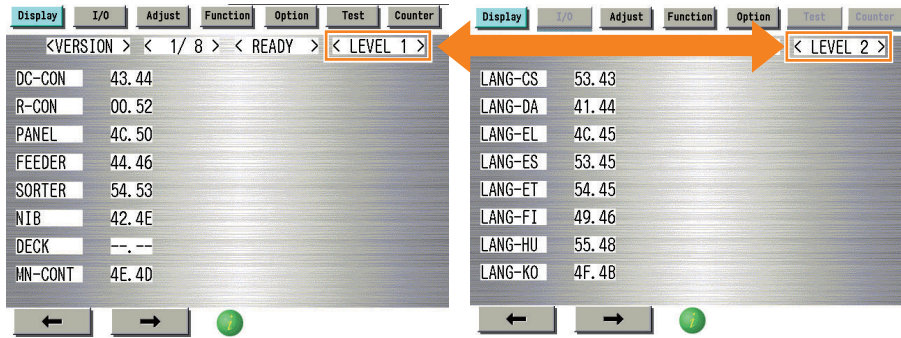 Display I/O Adjust Function Option Test Counter
<VERSION > < 1/ 8 > < READY > < LEVEL 1 >
DC-CON 43.44
R-CON 00.52
PANEL 4C.50
FEEDER 44.46
SORTER 54.53
NIB 42.4E
DECK --.--
MN-CONT 4E.4D
Display I/O Adjust Function Option Test Counter
< LEVEL 2 >
LANG-CS 53.43
LANG-DA 41.44
LANG-EL 4C.45
LANG-ES 53.45
LANG-ET 54.45
LANG-FI 49.46
LANG-HU 55.48
LANG-KO 4F.4B